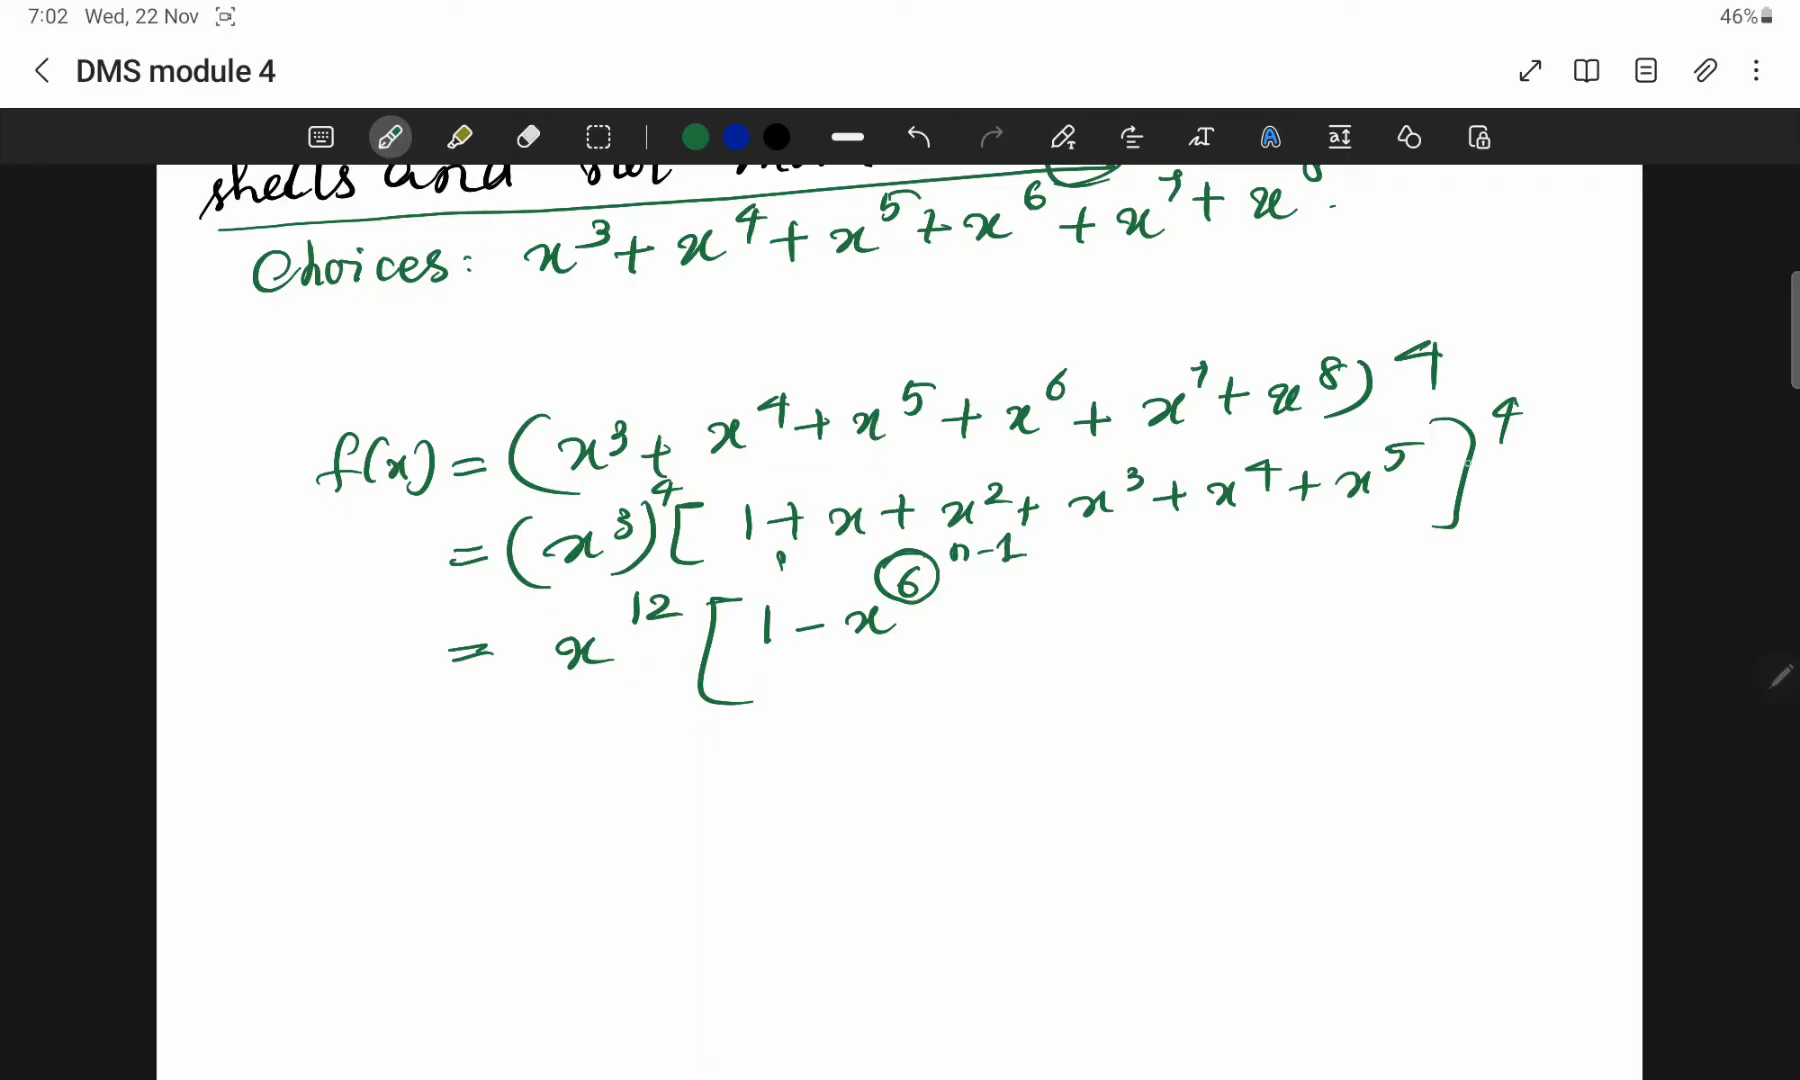 7:02 Wed, 22 Nov 46%
DMS module 4
shells and not
Choices: x^3 + x^4 + x^5 + x^6 + x^7 + x^8.
f(x) = (x^3 + x^4 + x^5 + x^6 + x^7 + x^8)^4
= (x^3)^4 [1 + x + x^2 + x^3 + x^4 + x^5]^4
n-1
= x^12 [1 - x^6